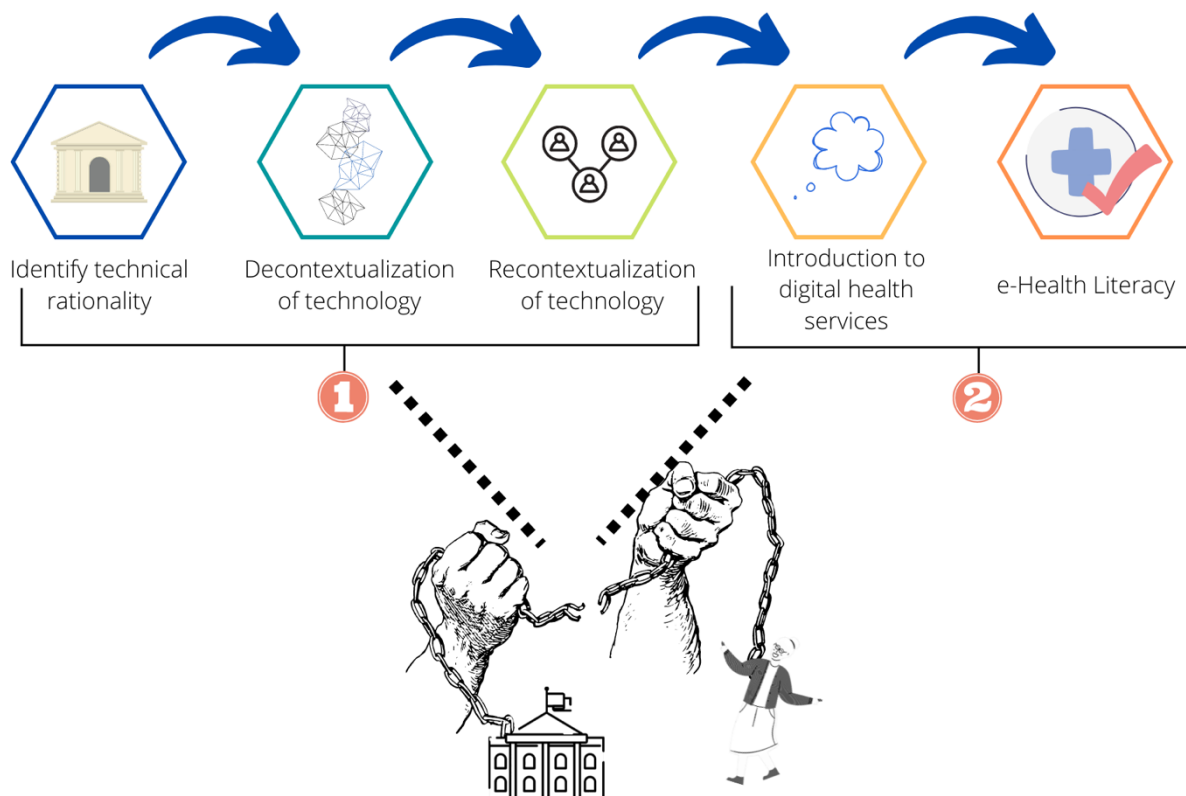 Identify technical
rationality
Decontextualization
of technology
Recontextualization
of technology
Introduction to
digital health
services
e-Health Literacy
1
2